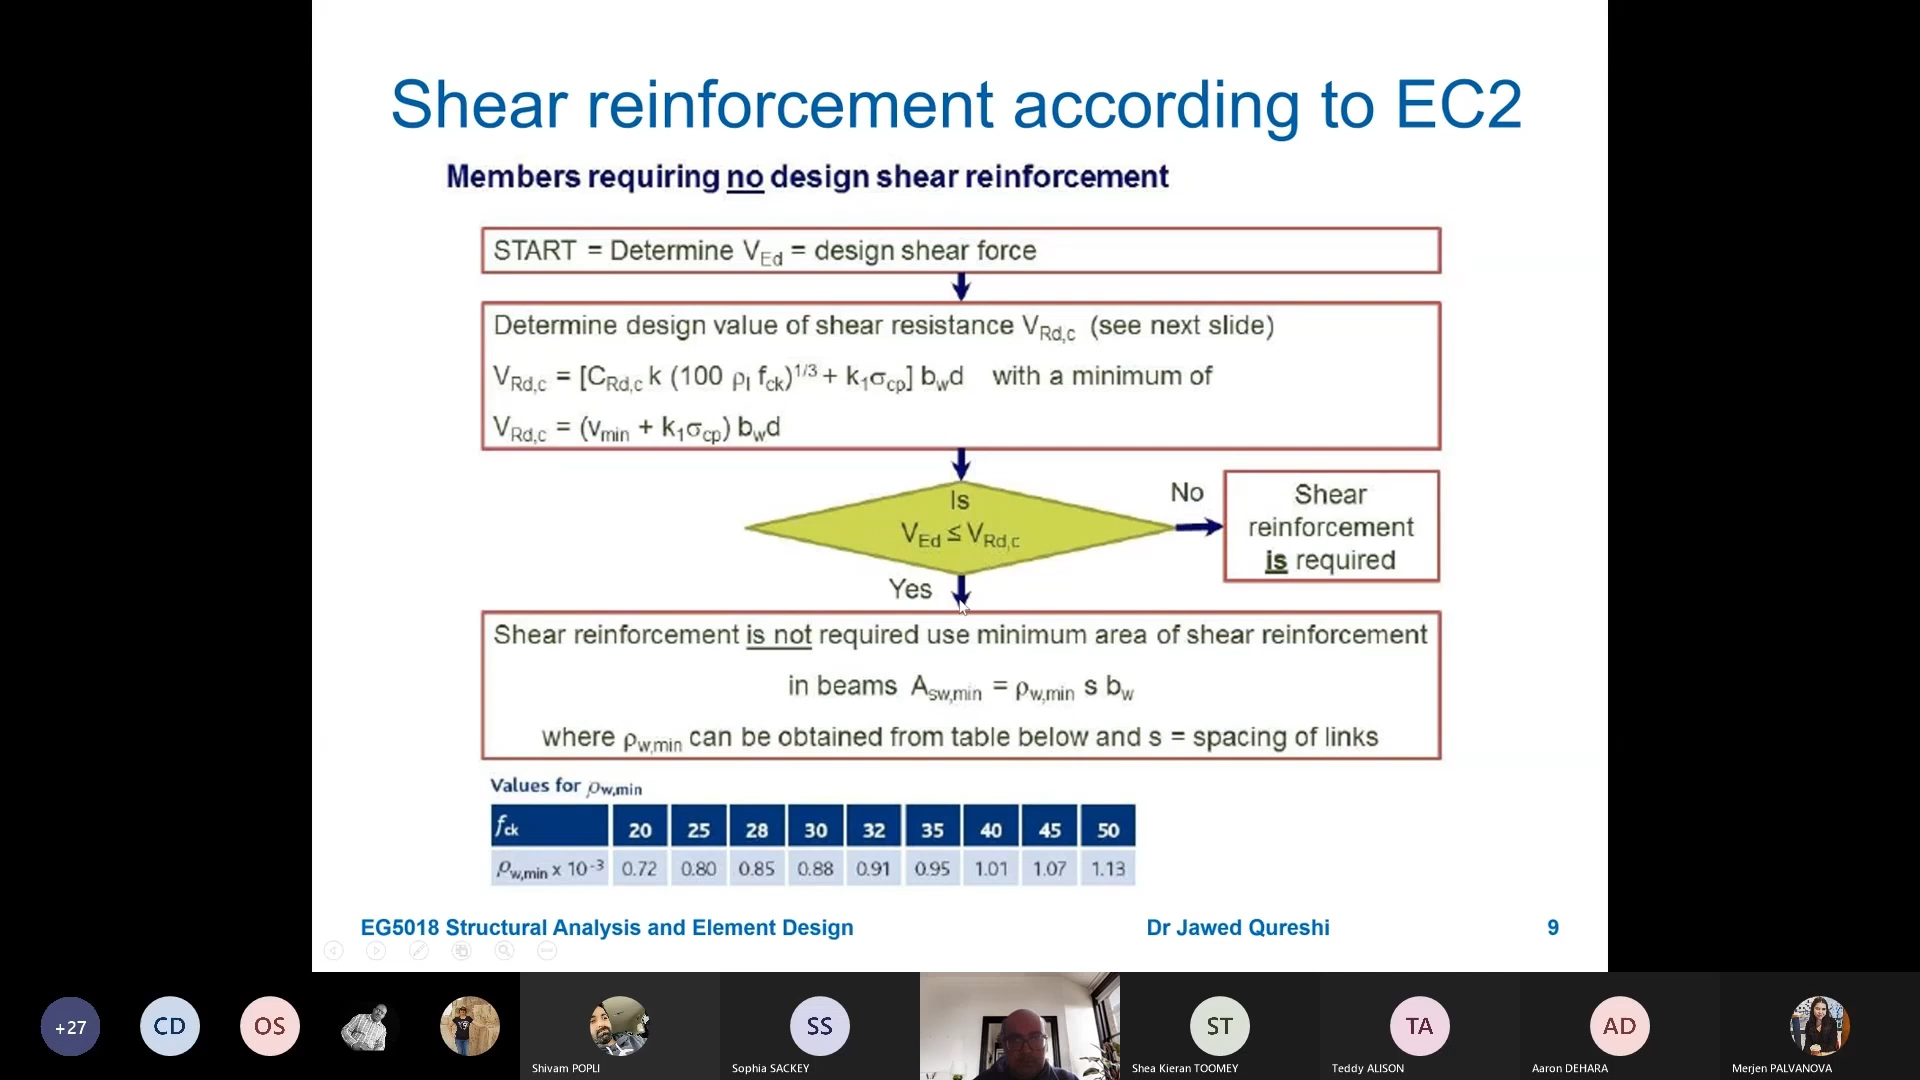 Shear reinforcement according to EC2
Members requiring no design shear reinforcement
START = Determine V_Ed = design shear force
Determine design value of shear resistance V_Rd,c (see next slide)
V_Rd,c = [C_Rd,c k (100 ρ_l f_ck)^1/3 + k_1σ_cp] b_wd with a minimum of
V_Rd,c = (v_min + k_1σ_cp) b_wd
Is
V_Ed ≤ V_Rd,c
No
Shear
reinforcement
is required
Yes
Shear reinforcement is not required use minimum area of shear reinforcement
in beams A_sw,min = ρ_w,min s b_w
where ρ_w,min can be obtained from table below and s = spacing of links
Values for ρ_w,min
f_ck 20 25 28 30 32 35 40 45 50
ρ_w,min x 10^-3 0.72 0.80 0.85 0.88 0.91 0.95 1.01 1.07 1.13
EG5018 Structural Analysis and Element Design Dr Jawed Qureshi 9
+27 CD OS SS ST TA AD
Shivam POPLI Sophia SACKEY Shea Kieran TOOMEY Teddy ALISON Aaron DEHARA Merjen PALVANOVA